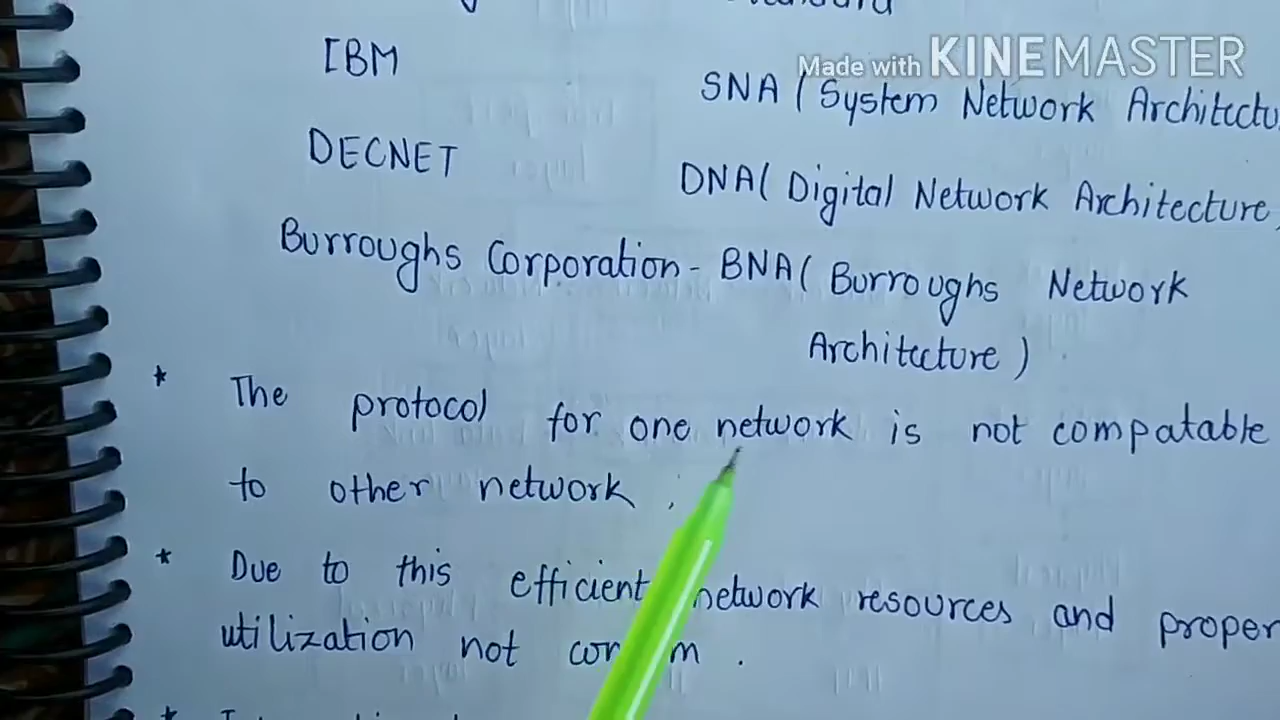 Made with KINEMASTER
IBM
SNA (System Network Architectu
DECNET
DNA( Digital Network Architecture
Burroughs Corporation - BNA( Burroughs Network
Architecture )
* The protocol for one network is not compatable
to other network .
* Due to this efficient network resources and proper
utilization not